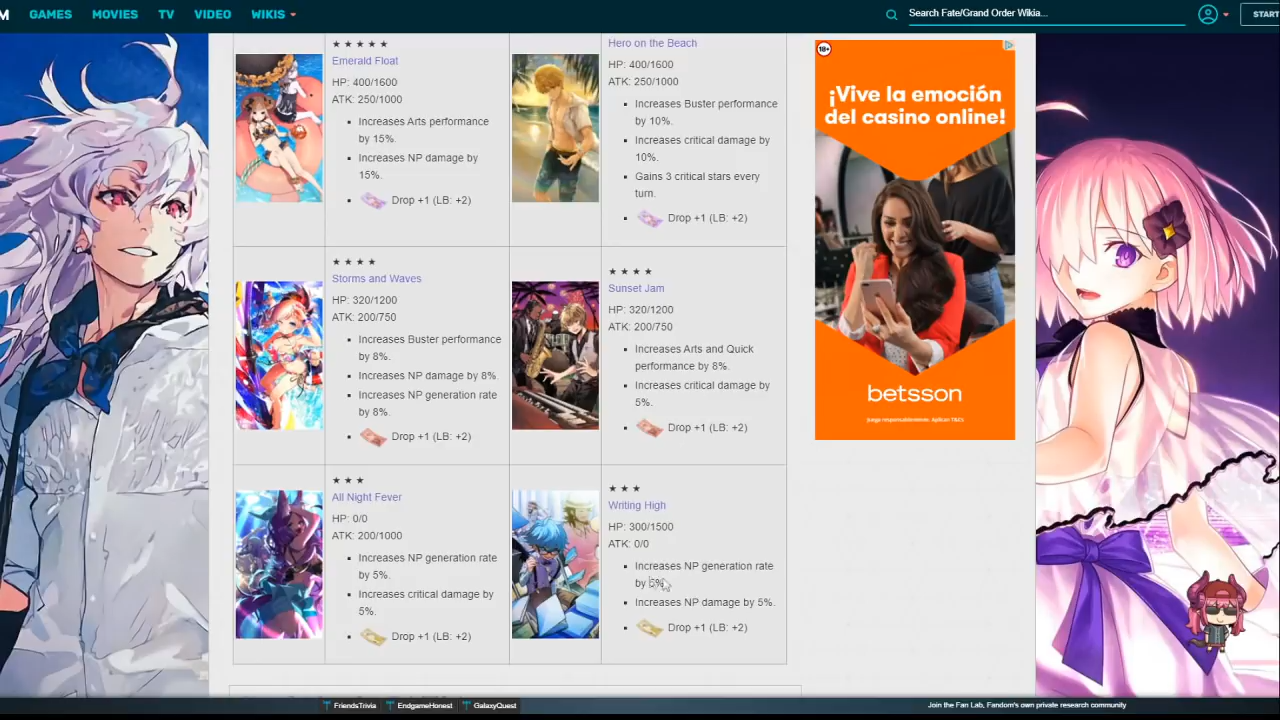 M GAMES MOVIES TV VIDEO WIKIS Search Fate/Grand Order Wikia... START
★★★★★
Emerald Float
HP: 400/1600
ATK: 250/1000
Increases Arts performance
by 15%.
Increases NP damage by
15%.
Drop +1 (LB: +2)
Hero on the Beach
HP: 400/1600
ATK: 250/1000
Increases Buster performance
by 10%.
Increases critical damage by
10%.
Gains 3 critical stars every
turn.
Drop +1 (LB: +2)
★★★★
Storms and Waves
HP: 320/1200
ATK: 200/750
Increases Buster performance
by 8%.
Increases NP damage by 8%.
Increases NP generation rate
by 8%.
Drop +1 (LB: +2)
★★★★
Sunset Jam
HP: 320/1200
ATK: 200/750
Increases Arts and Quick
performance by 8%.
Increases critical damage by
5%.
Drop +1 (LB: +2)
★★★
All Night Fever
HP: 0/0
ATK: 200/1000
Increases NP generation rate
by 5%.
Increases critical damage by
5%.
Drop +1 (LB: +2)
★★★
Writing High
HP: 300/1500
ATK: 0/0
Increases NP generation rate
by 5%.
Increases NP damage by 5%.
Drop +1 (LB: +2)
18+
¡Vive la emoción
del casino online!
betsson
FriendsTrivia EndgameHonest GalaxyQuest Join the Fan Lab, Fandom's own private research community